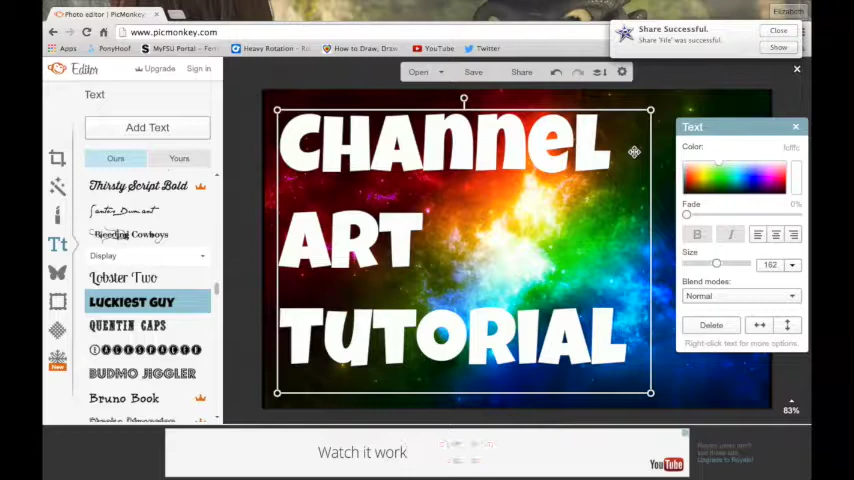 Photo editor | PicMonkey
Elizabeth
www.picmonkey.com
Apps
PonyHoof
MyFSU Portal
Heavy Rotation
How to Draw, Draw
YouTube
Twitter
Share Successful.
Share 'File' was successful.
Close
Show
Editor
Upgrade
Sign in
Open
Save
Share
Text
Add Text
Ours
Yours
Thirsty Script Bold
Bleeding Cowboys
Display
Lobster Two
LUCKIEST GUY
QUENTIN CAPS
BUDMO JIGGLER
Bruno Book
New
CHANNEL
ART
TUTORIAL
Text
Color:
fcfffc
Fade
0%
B
I
Size
162
Blend modes:
Normal
Delete
Right-click text for more options.
83%
Watch it work
YouTube
Upgrade to Royale!